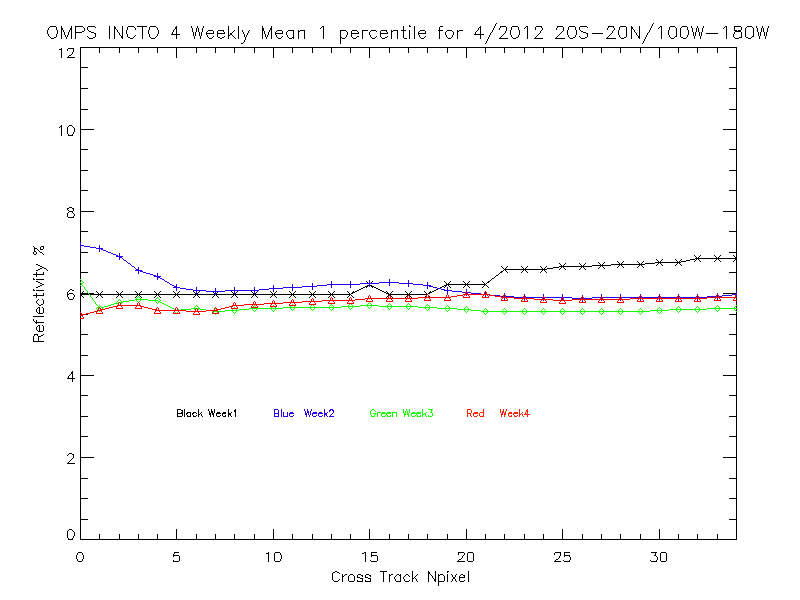 OMPS INCTO 4 Weekly Mean 1 percentile for 4/2012 20S-20N/100W-180W
12
10
8
6
4
2
0
Reflectivity %
Black Week1 Blue Week2 Green Week3 Red Week4
0 5 10 15 20 25 30
Cross Track Npixel